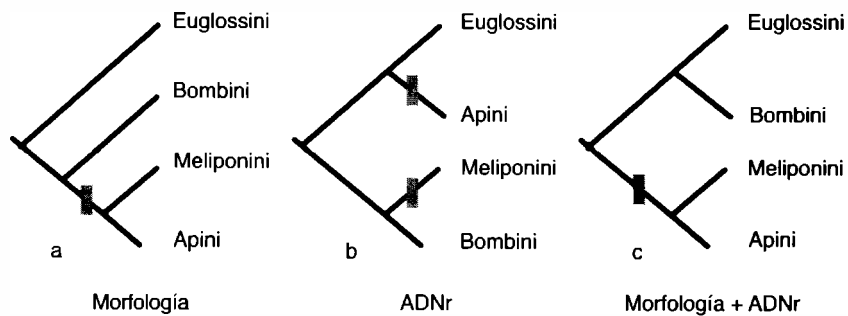 Euglossini
Bombini
Meliponini
Apini
a
Morfología
Euglossini
Apini
Meliponini
Bombini
b
ADNr
Euglossini
Bombini
Meliponini
Apini
c
Morfología + ADNr